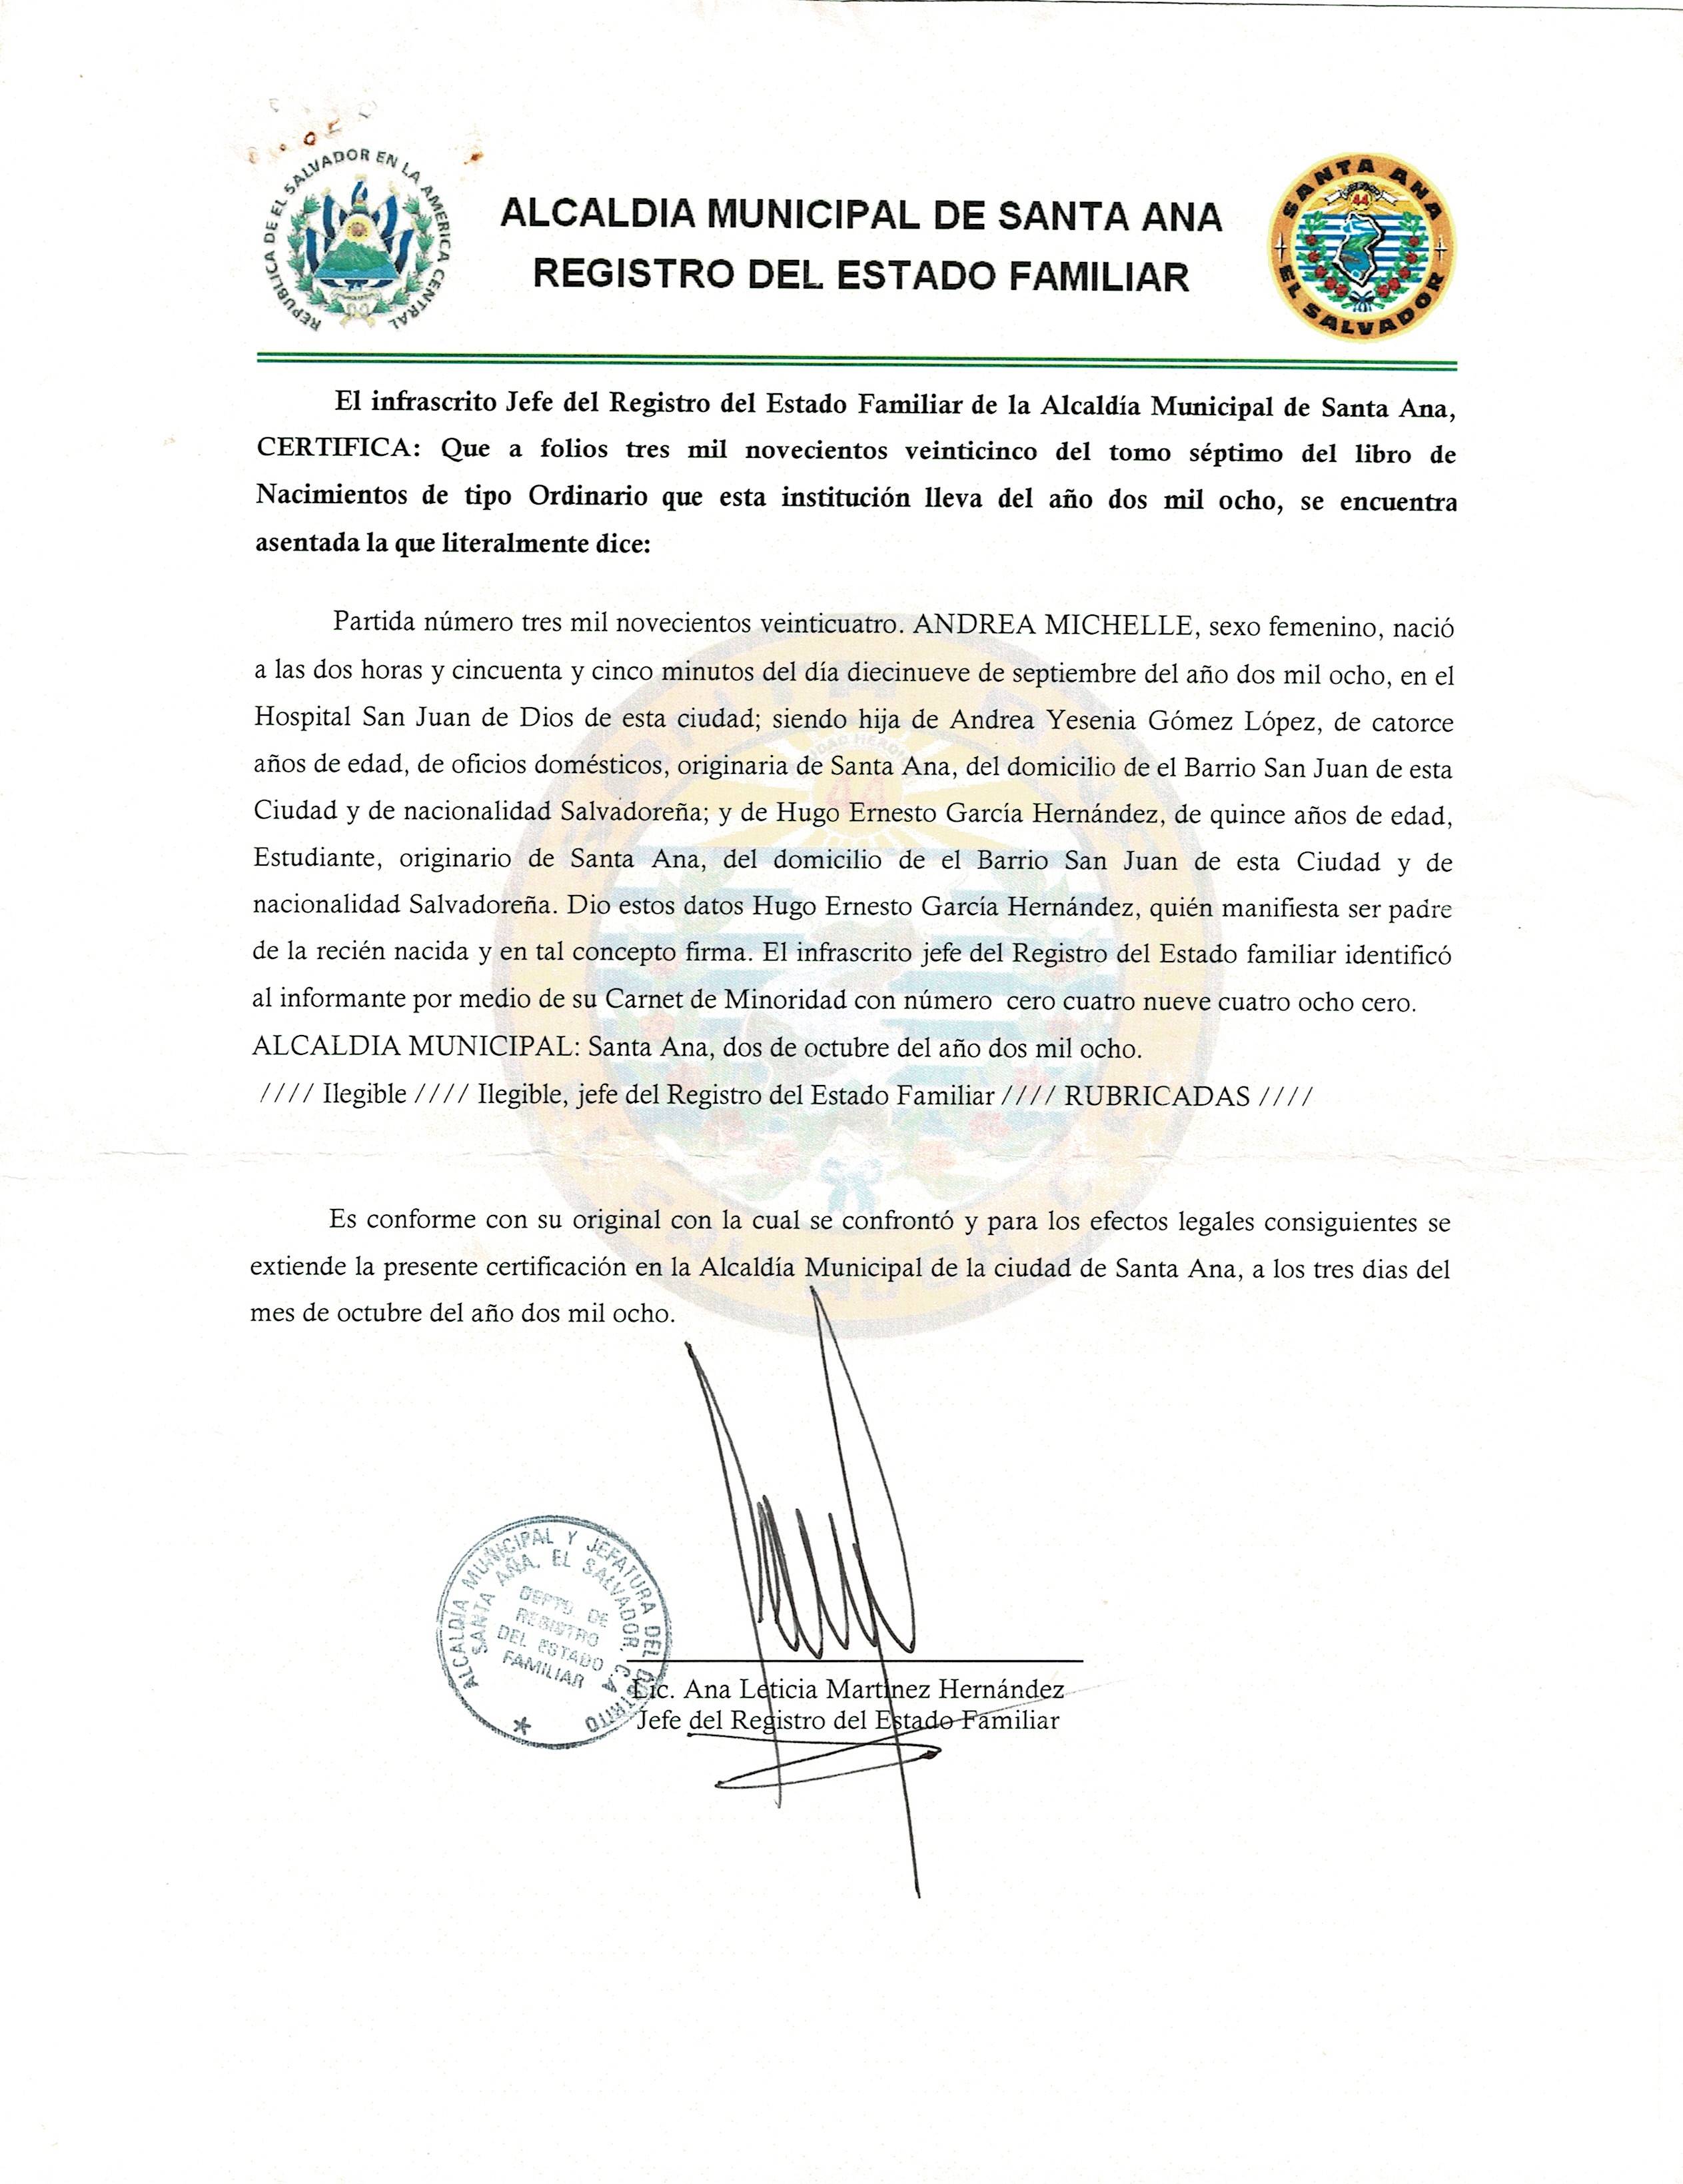 REPUBLICA DE EL SALVADOR EN LA AMERICA CENTRAL
ALCALDIA MUNICIPAL DE SANTA ANA
REGISTRO DEL ESTADO FAMILIAR
SANTA ANA
44
EL SALVADOR
El infrascrito Jefe del Registro del Estado Familiar de la Alcaldía Municipal de Santa Ana,
CERTIFICA: Que a folios tres mil novecientos veinticinco del tomo séptimo del libro de
Nacimientos de tipo Ordinario que esta institución lleva del año dos mil ocho, se encuentra
asentada la que literalmente dice:
Partida número tres mil novecientos veinticuatro. ANDREA MICHELLE, sexo femenino, nació
a las dos horas y cincuenta y cinco minutos del día diecinueve de septiembre del año dos mil ocho, en el
Hospital San Juan de Dios de esta ciudad; siendo hija de Andrea Yesenia Gómez López, de catorce
años de edad, de oficios domésticos, originaria de Santa Ana, del domicilio de el Barrio San Juan de esta
Ciudad y de nacionalidad Salvadoreña; y de Hugo Ernesto García Hernández, de quince años de edad,
Estudiante, originario de Santa Ana, del domicilio de el Barrio San Juan de esta Ciudad y de
nacionalidad Salvadoreña. Dio estos datos Hugo Ernesto García Hernández, quién manifiesta ser padre
de la recién nacida y en tal concepto firma. El infrascrito jefe del Registro del Estado familiar identificó
al informante por medio de su Carnet de Minoridad con número cero cuatro nueve cuatro ocho cero.
ALCALDIA MUNICIPAL: Santa Ana, dos de octubre del año dos mil ocho.
//// Ilegible //// Ilegible, jefe del Registro del Estado Familiar //// RUBRICADAS ////
Es conforme con su original con la cual se confrontó y para los efectos legales consiguientes se
extiende la presente certificación en la Alcaldía Municipal de la ciudad de Santa Ana, a los tres dias del
mes de octubre del año dos mil ocho.
ALCALDÍA MUNICIPAL Y JEFATURA DEL DISTRITO
SANTA ANA, EL SALVADOR, C.A
DEPTO. DE
REGISTRO
DEL ESTADO
FAMILIAR
Lic. Ana Leticia Martínez Hernández
Jefe del Registro del Estado Familiar